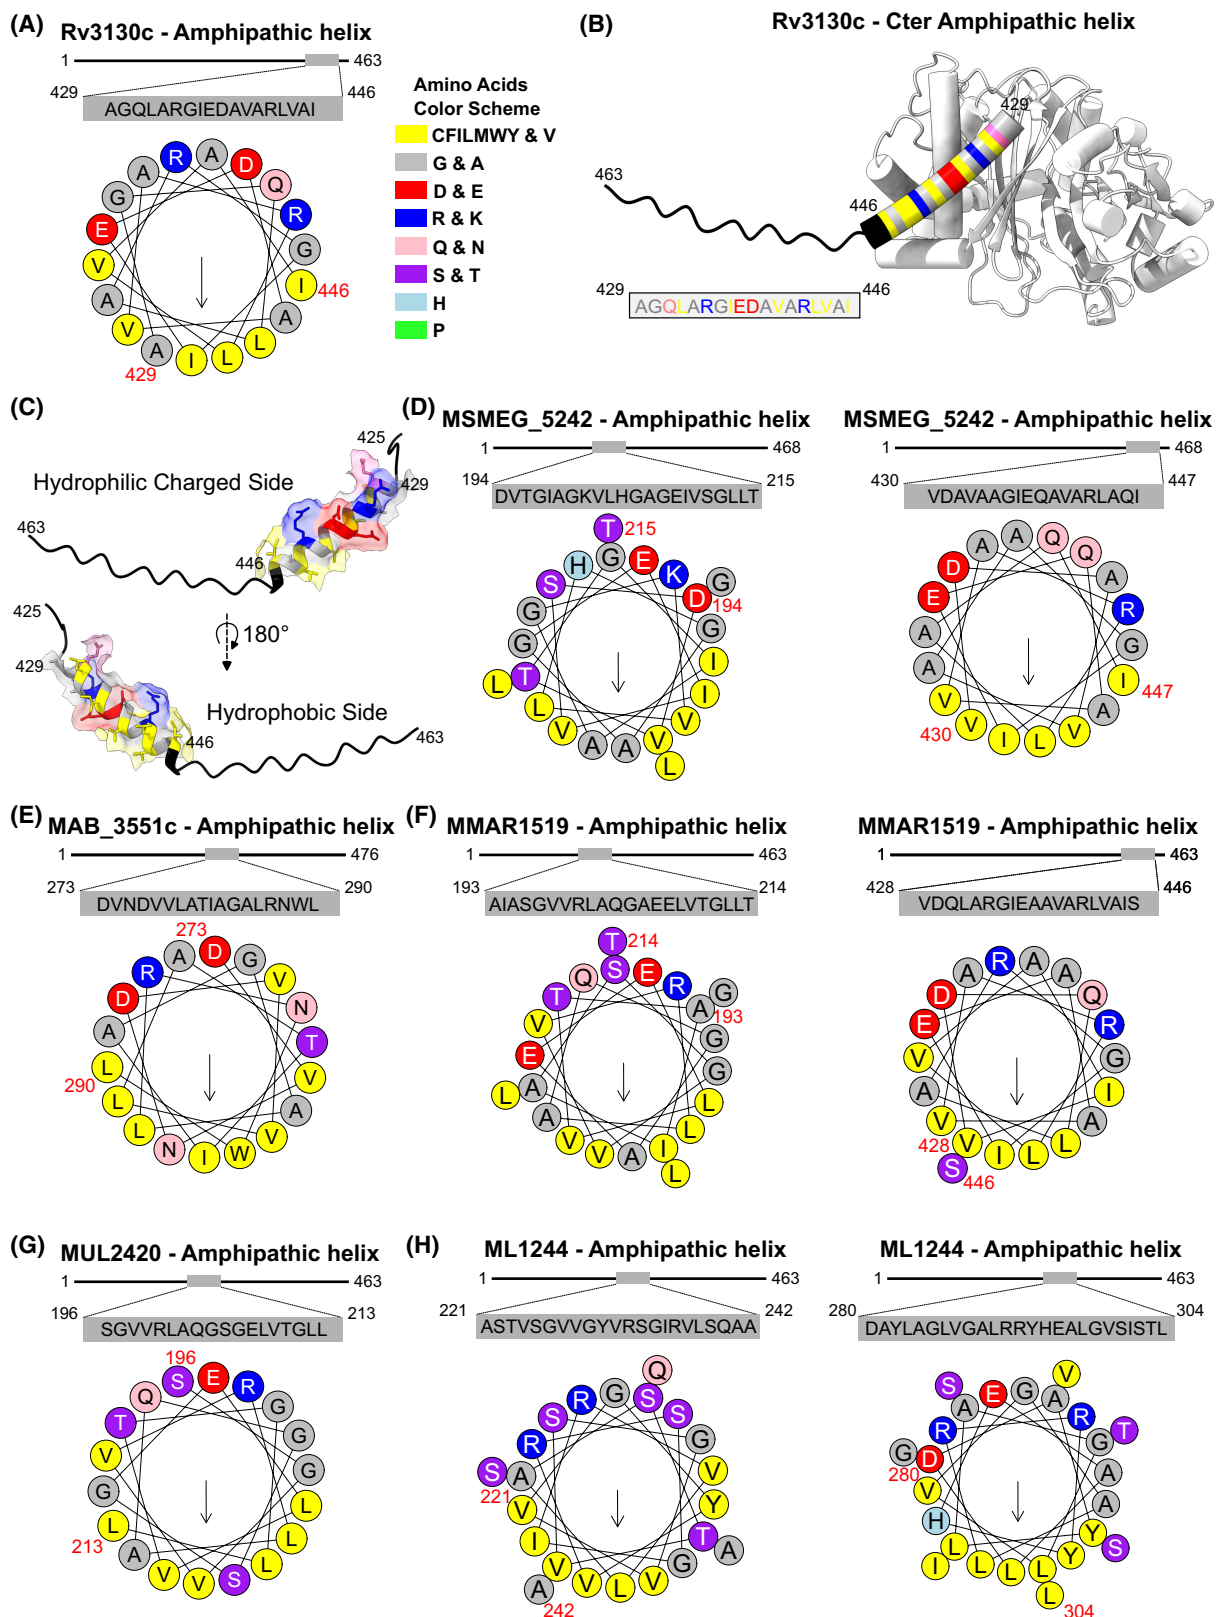 (A)
Rv3130c - Amphipathic helix
1 463
429 446
AGQLARGIEDAVARLVAI
R A D
A Q
G R
E G
V I 446
A A
V L
A I L
429
Amino Acids
Color Scheme
CFILMWY & V
G & A
D & E
R & K
Q & N
S & T
H
P
(B)
Rv3130c - Cter Amphipathic helix
429
463
446
429 446
AGQLARGIEDAVARLVAI
(C)
425
Hydrophilic Charged Side
429
463
446
180°
425
429
Hydrophobic Side
446
463
(D)
MSMEG_5242 - Amphipathic helix
1 468
194 215
DVTGIAGKVLHGAGEIVSGLLT
T 215
H G E
S K G
G D 194
G G
L T I
L I
V V
A A V
L
MSMEG_5242 - Amphipathic helix
1 468
430 447
VDAVAAGIEQAVARLAQI
A A Q Q
D A
E R
A G
A I 447
V A
430 V V
I L
(E)
MAB_3551c - Amphipathic helix
1 476
273 290
DVNDVVLATIAGALRNWL
273
A D G
R V
D N
A T
L V
290 L A
L V
N I W
(F)
MMAR1519 - Amphipathic helix
1 463
193 214
AIASGVVRLAQGAEELVTGLLT
T 214
Q S E
T R G
V A 193
E G
L A G
A L
V L
V A I
L
MMAR1519 - Amphipathic helix
1 463
428 446
VDQLARGIEAAVARLVAIS
A R A A
D Q
E R
V G
A I
V A
428 V L
S 446 I L
(G)
MUL2420 - Amphipathic helix
1 463
196 213
SGVVRLAQGSGELVTGLL
196
S E R
Q G
T G
V G
G L
L L
213 A L
V V S
(H)
ML1244 - Amphipathic helix
1 463
221 242
ASTVSGVVGYVRSGIRVLSQAA
Q
R G S
S S
R G
S A V
221 V Y
I T A
V G
A V L V
242
ML1244 - Amphipathic helix
1 463
280 304
DAYLAGLVGALRRYHEALGVSISTL
V
S E G A
A R
R G T
G D A
280 V A
H Y S
L Y
I L L L
L
304